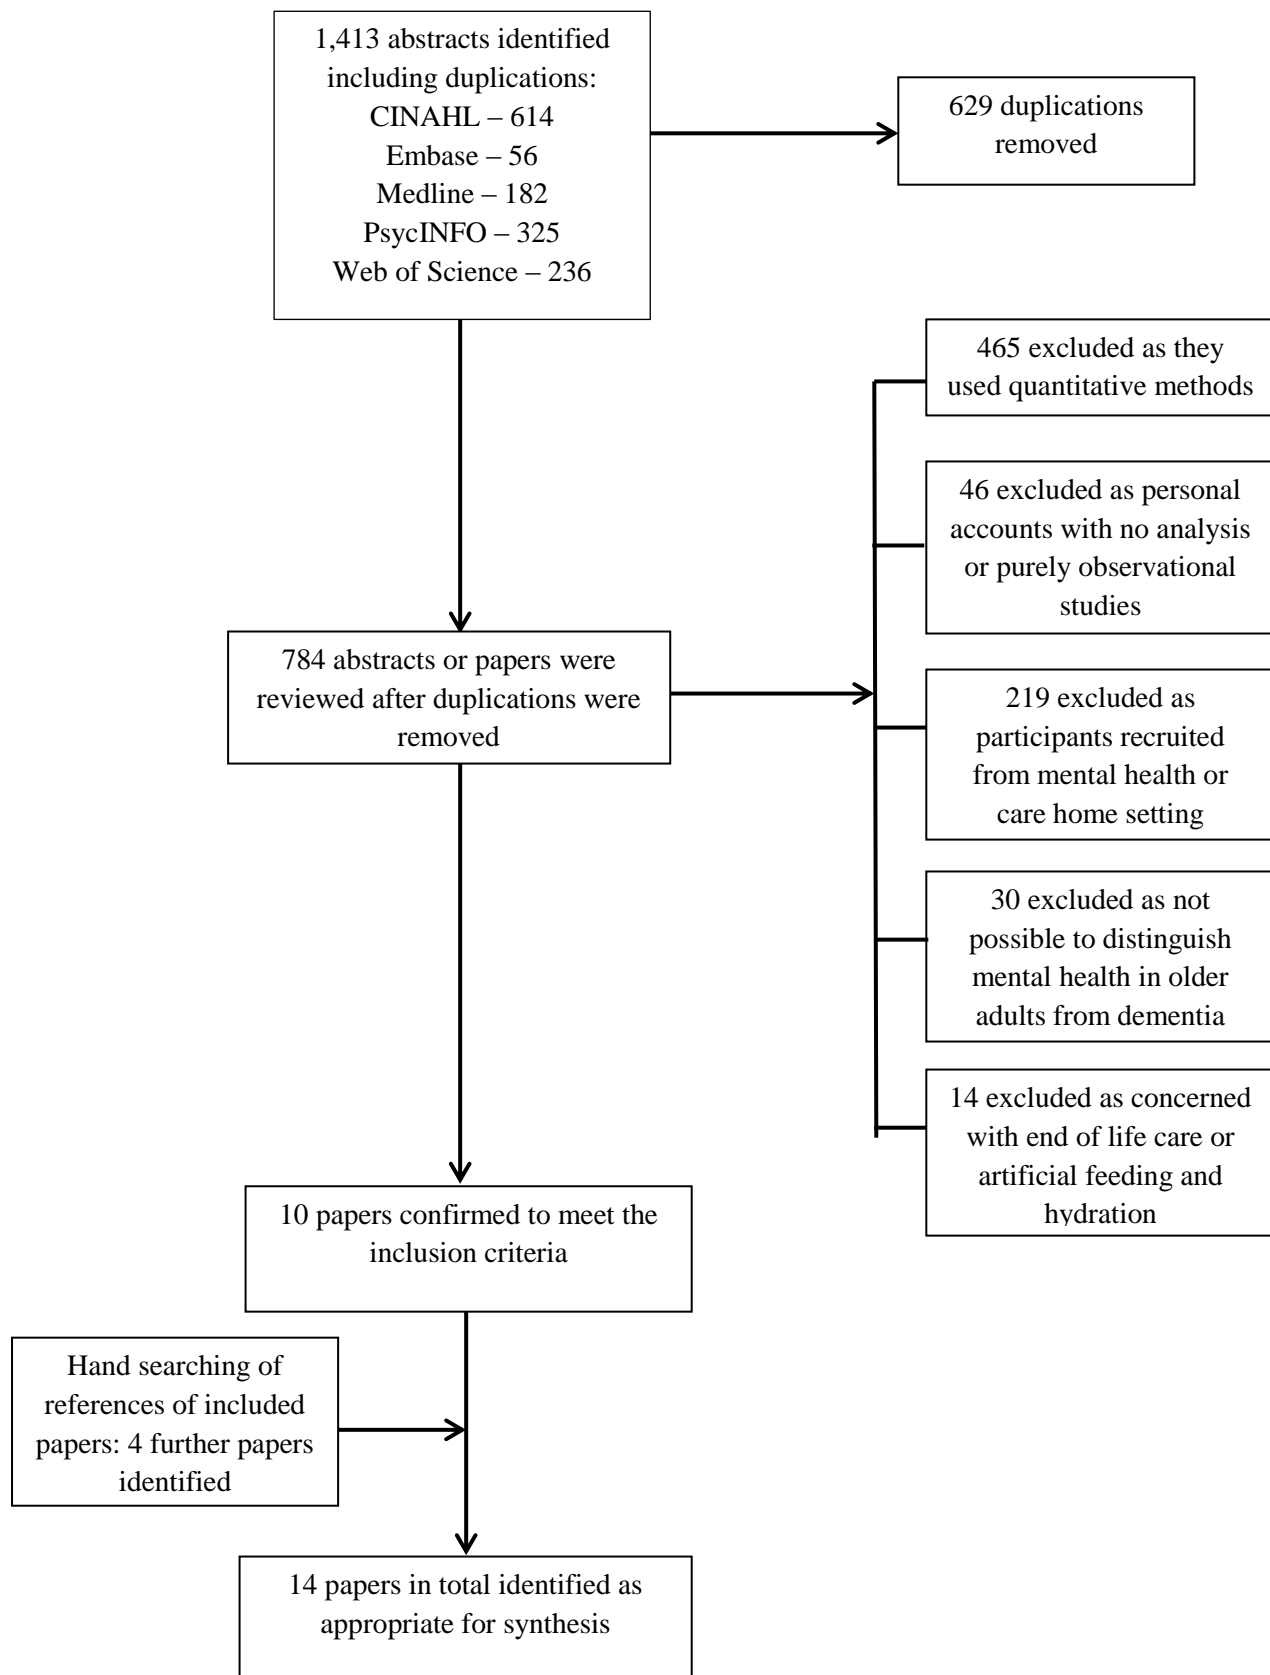 1,413 abstracts identified
including duplications:
CINAHL – 614
Embase – 56
Medline – 182
PsycINFO – 325
Web of Science – 236
629 duplications
removed
465 excluded as they
used quantitative methods
46 excluded as personal
accounts with no analysis
or purely observational
studies
784 abstracts or papers were
reviewed after duplications were
removed
219 excluded as
participants recruited
from mental health or
care home setting
30 excluded as not
possible to distinguish
mental health in older
adults from dementia
14 excluded as concerned
with end of life care or
artificial feeding and
hydration
10 papers confirmed to meet the
inclusion criteria
Hand searching of
references of included
papers: 4 further papers
identified
14 papers in total identified as
appropriate for synthesis